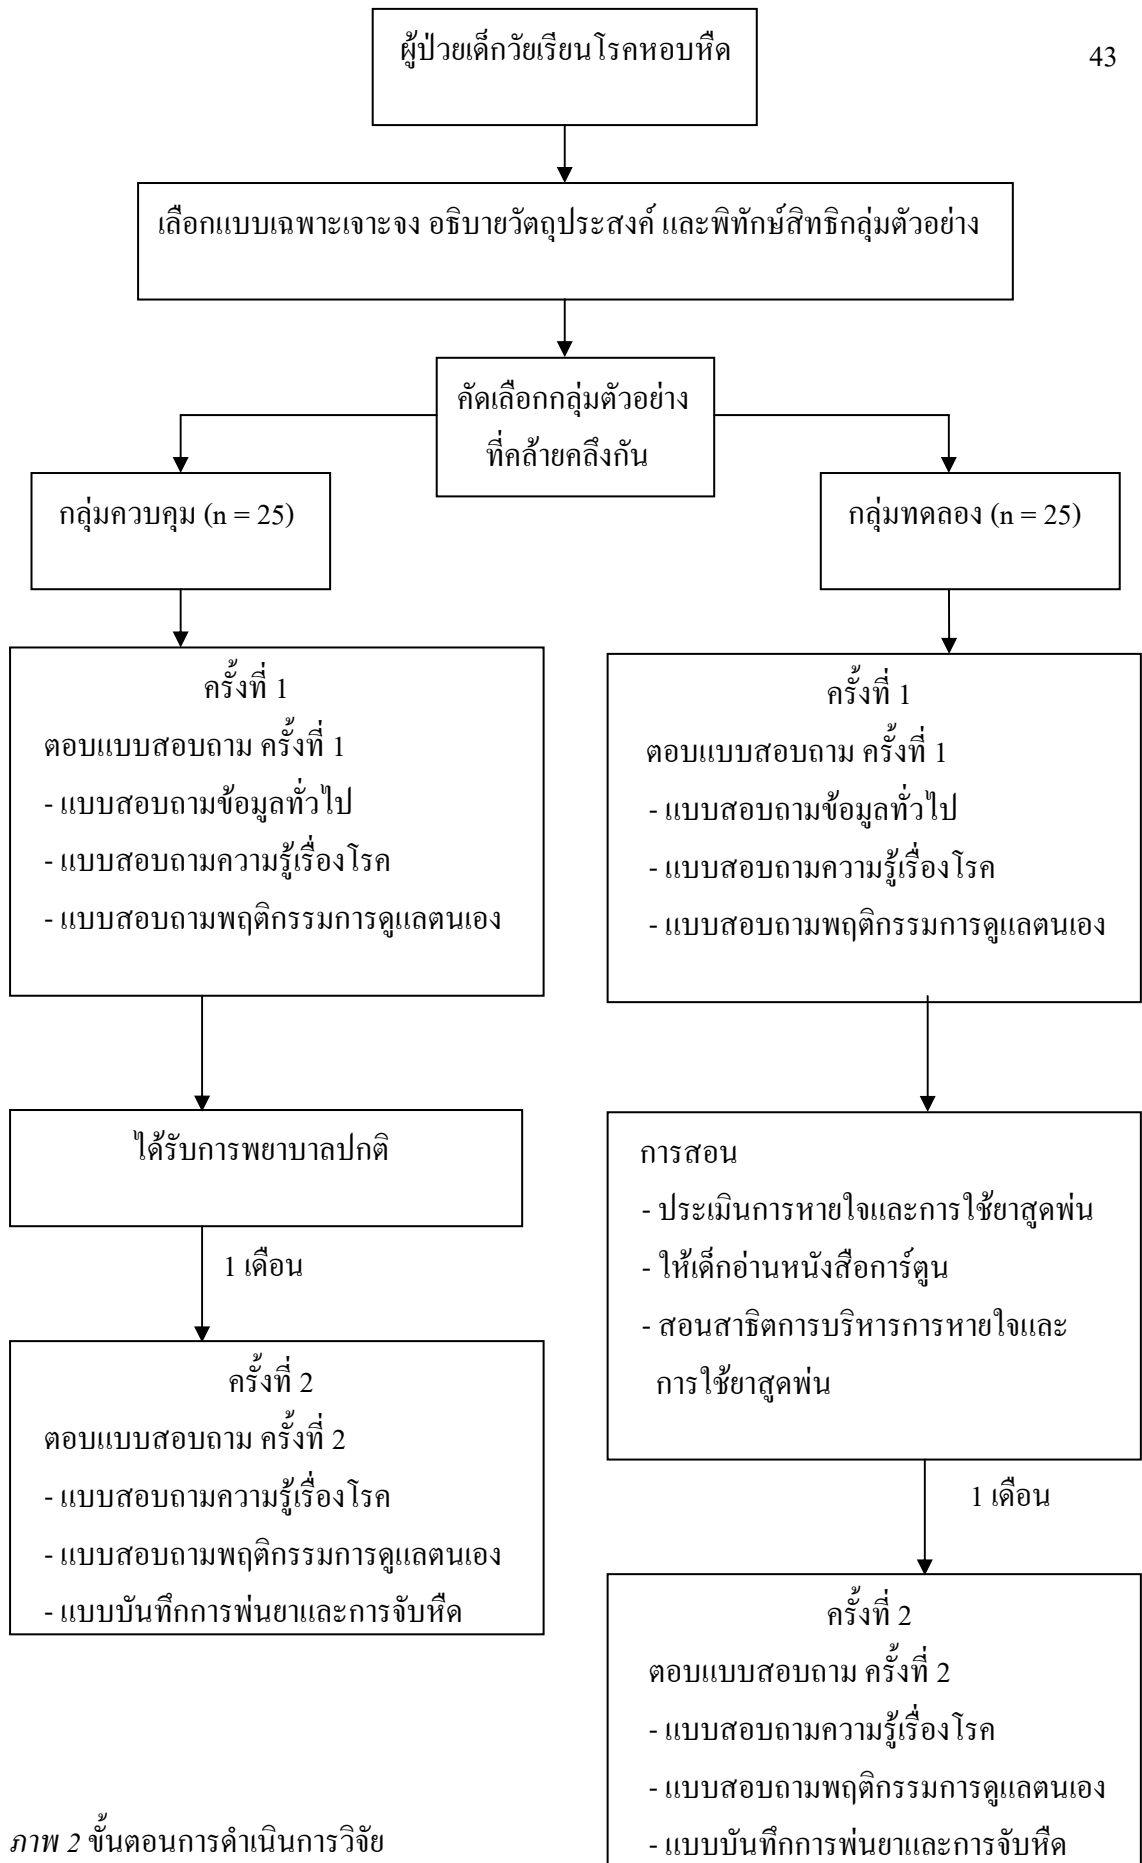 43
ผู้ป่วยเด็กวัยเรียนโรคหอบหืด
เลือกแบบเฉพาะเจาะจง อธิบายวัตถุประสงค์ และพิทักษ์สิทธิกลุ่มตัวอย่าง
คัดเลือกกลุ่มตัวอย่าง
ที่คล้ายคลึงกัน
กลุ่มควบคุม (n = 25)
ครั้งที่ 1
ตอบแบบสอบถาม ครั้งที่ 1
- แบบสอบถามข้อมูลทั่วไป
- แบบสอบถามความรู้เรื่องโรค
- แบบสอบถามพฤติกรรมการดูแลตนเอง
ได้รับการพยาบาลปกติ
1 เดือน
ครั้งที่ 2
ตอบแบบสอบถาม ครั้งที่ 2
- แบบสอบถามความรู้เรื่องโรค
- แบบสอบถามพฤติกรรมการดูแลตนเอง
- แบบบันทึกการพ่นยาและการจับหืด
กลุ่มทดลอง (n = 25)
ครั้งที่ 1
ตอบแบบสอบถาม ครั้งที่ 1
- แบบสอบถามข้อมูลทั่วไป
- แบบสอบถามความรู้เรื่องโรค
- แบบสอบถามพฤติกรรมการดูแลตนเอง
การสอน
- ประเมินการหายใจและการใช้ยาสูดพ่น
- ให้เด็กอ่านหนังสือการ์ตูน
- สอนสาธิตการบริหารการหายใจและ
การใช้ยาสูดพ่น
1 เดือน
ครั้งที่ 2
ตอบแบบสอบถาม ครั้งที่ 2
- แบบสอบถามความรู้เรื่องโรค
- แบบสอบถามพฤติกรรมการดูแลตนเอง
- แบบบันทึกการพ่นยาและการจับหืด
ภาพ 2 ขั้นตอนการดำเนินการวิจัย